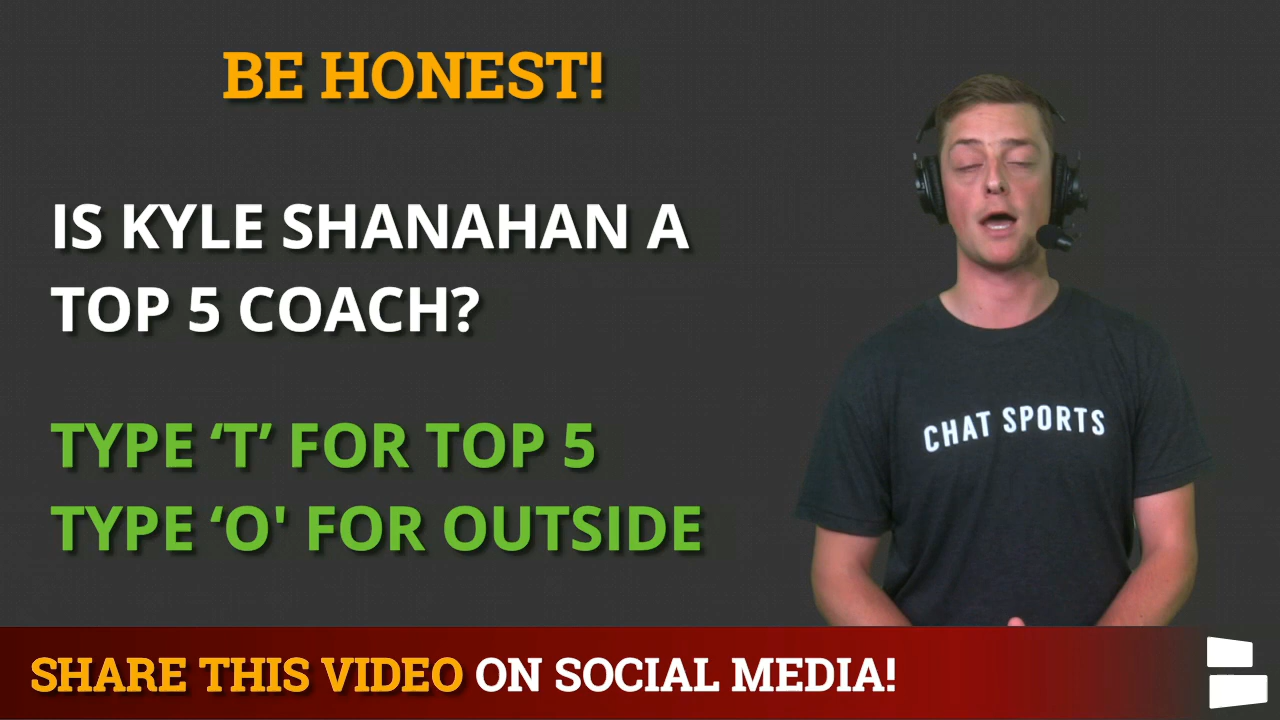 BE HONEST!
IS KYLE SHANAHAN A
TOP 5 COACH?
TYPE ‘T’ FOR TOP 5
TYPE ‘O' FOR OUTSIDE
CHAT SPORTS
SHARE THIS VIDEO ON SOCIAL MEDIA!